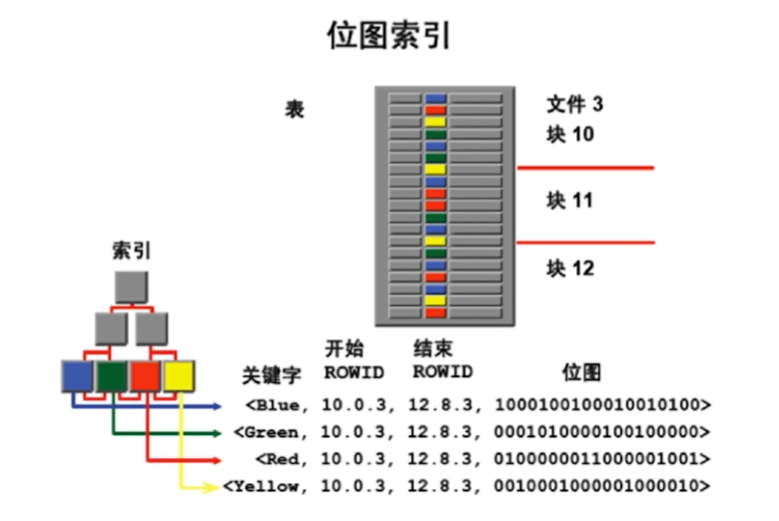 位图索引
表
文件 3
块 10
块 11
块 12
索引
关键字 开始 ROWID 结束 ROWID 位图
<Blue, 10.0.3, 12.8.3, 1000100100010010100>
<Green, 10.0.3, 12.8.3, 0001010000100100000>
<Red, 10.0.3, 12.8.3, 0100000011000001001>
<Yellow, 10.0.3, 12.8.3, 0010001000001000010>